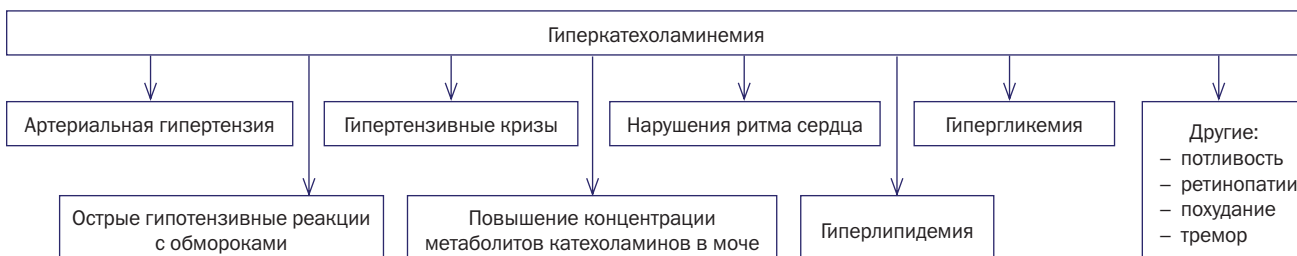 Гиперкатехоламинемия
Артериальная гипертензия
Гипертензивные кризы
Нарушения ритма сердца
Гипергликемия
Другие:
– потливость
– ретинопатии
– похудание
– тремор
Острые гипотензивные реакции
с обмороками
Повышение концентрации
метаболитов катехоламинов в моче
Гиперлипидемия